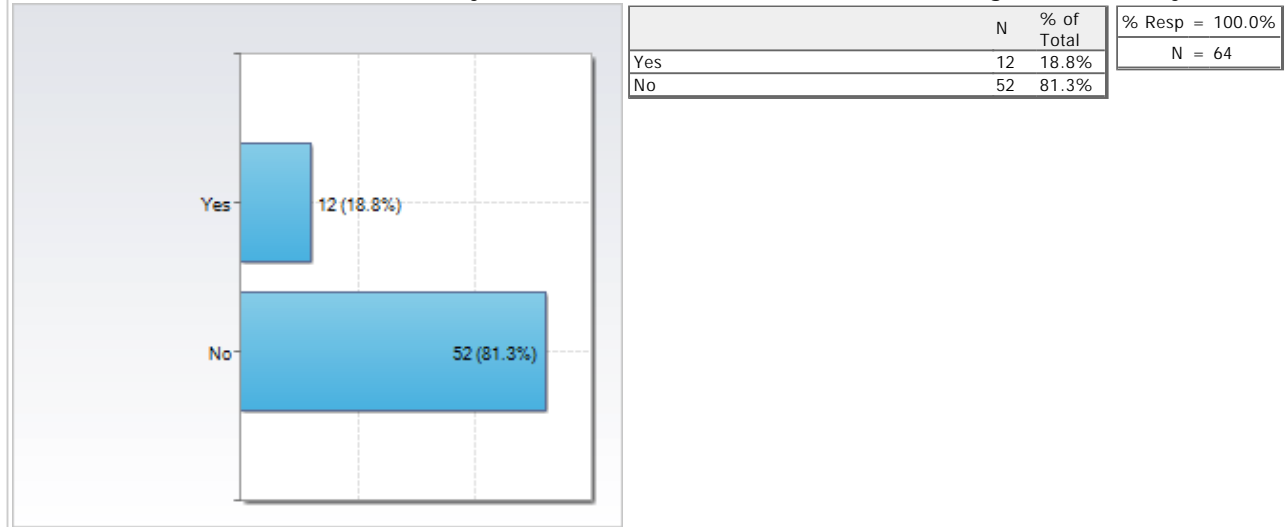 Yes
12 (18.8%)
No
52 (81.3%)
N
% of
Total
Yes 12 18.8%
No 52 81.3%
% Resp = 100.0%
N = 64